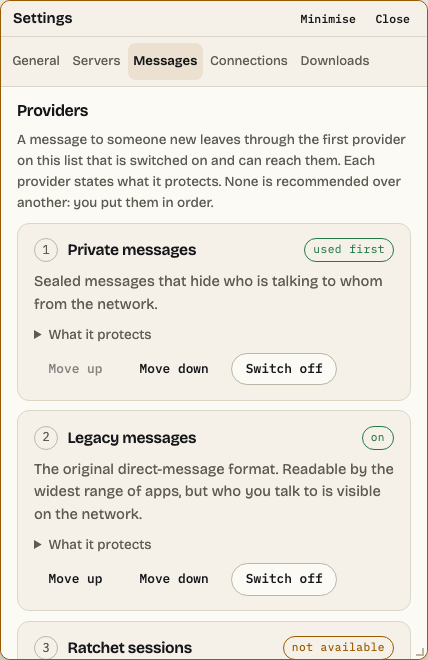 Settings
Minimise Close
General Servers Messages Connections Downloads
Providers
A message to someone new leaves through the first provider
on this list that is switched on and can reach them. Each
provider states what it protects. None is recommended over
another: you put them in order.
1 Private messages used first
Sealed messages that hide who is talking to whom
from the network.
▶ What it protects
Move up Move down Switch off
2 Legacy messages on
The original direct-message format. Readable by the
widest range of apps, but who you talk to is visible
on the network.
▶ What it protects
Move up Move down Switch off
3 Ratchet sessions not available